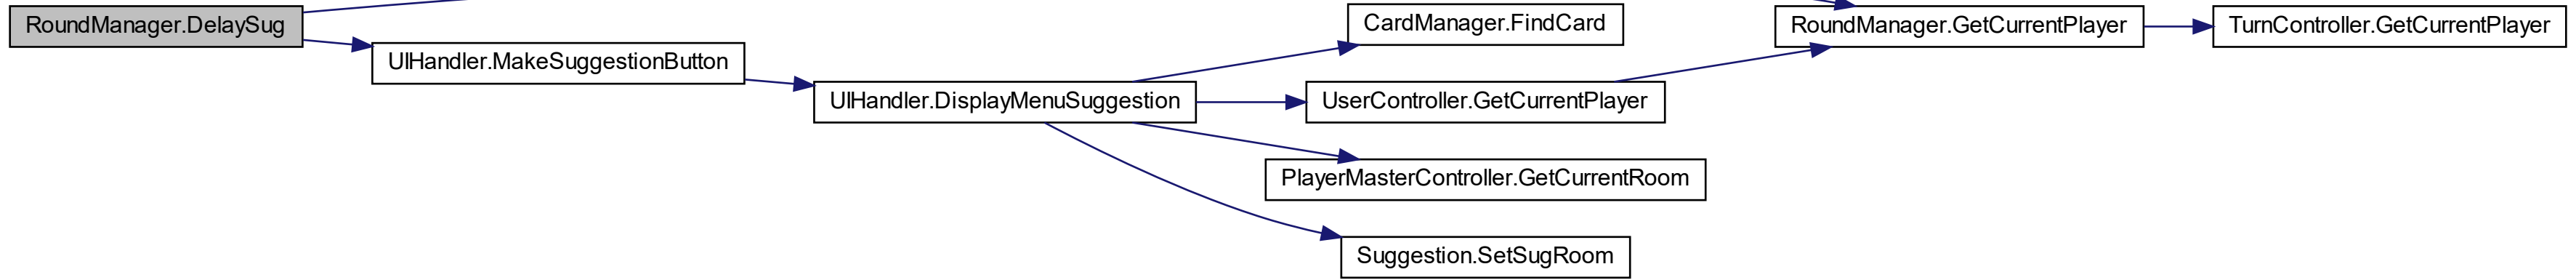 RoundManager.DelaySug
UIHandler.MakeSuggestionButton
UIHandler.DisplayMenuSuggestion
CardManager.FindCard
UserController.GetCurrentPlayer
PlayerMasterController.GetCurrentRoom
Suggestion.SetSugRoom
RoundManager.GetCurrentPlayer
TurnController.GetCurrentPlayer